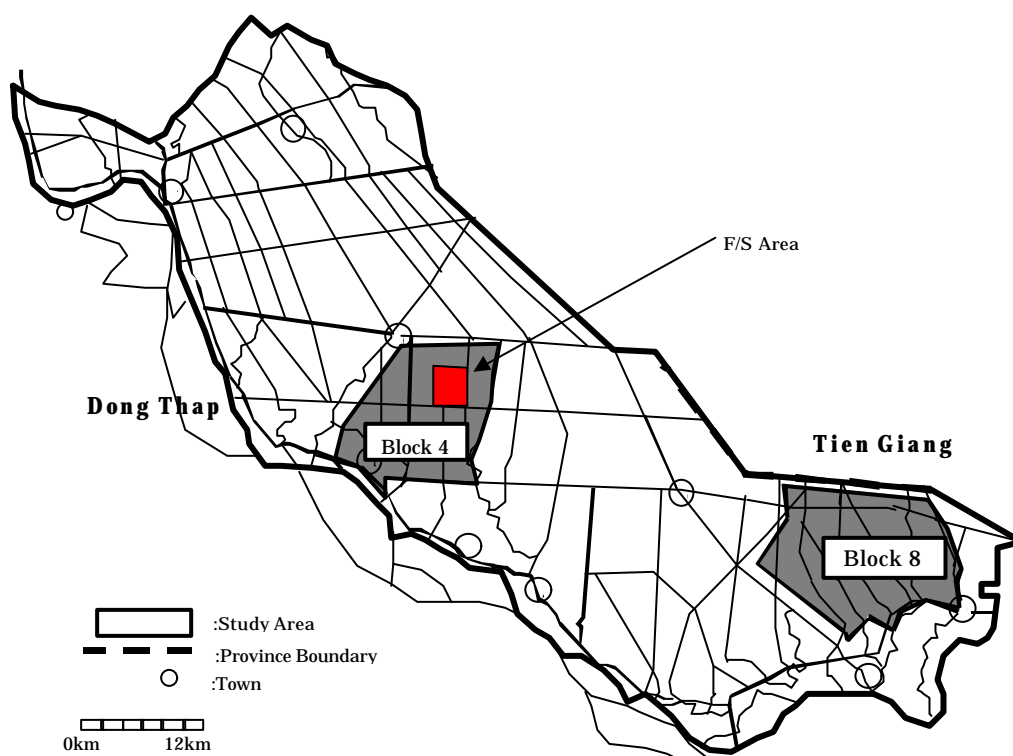 F/S Area
Dong Thap
Block 4
Tien Giang
Block 8
:Study Area
:Province Boundary
:Town
0km 12km